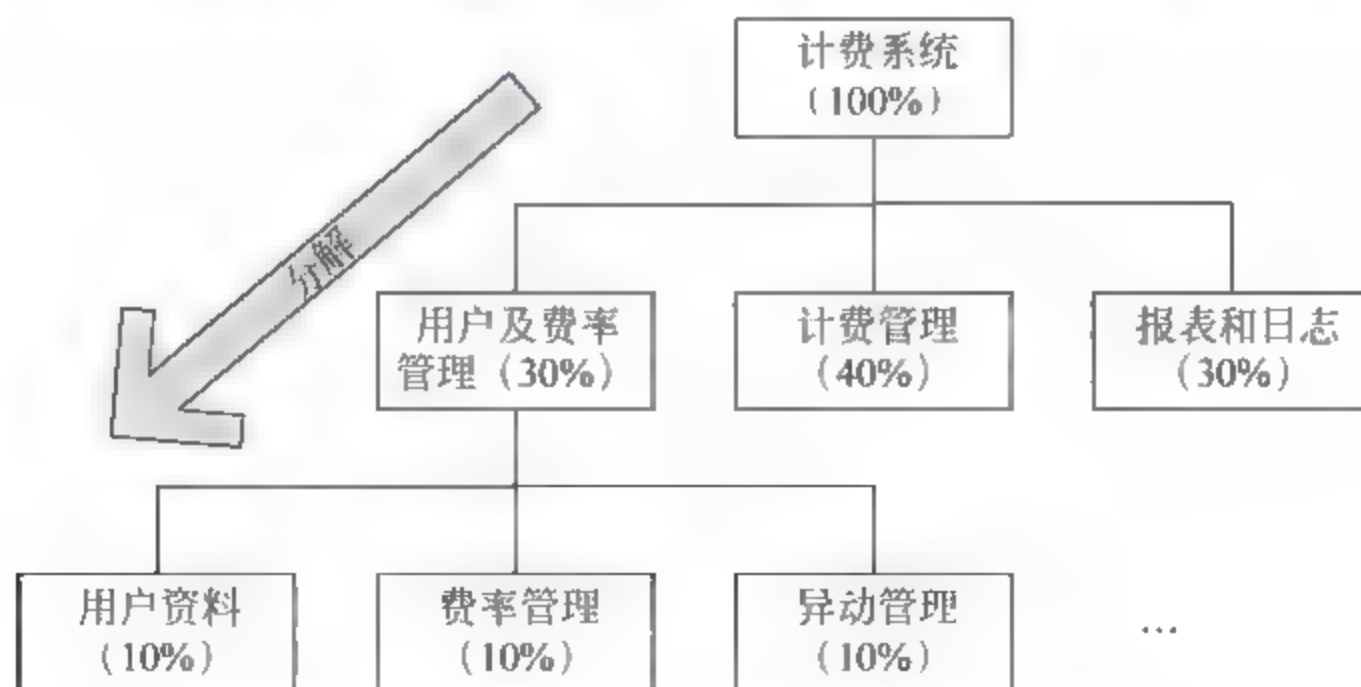 计费系统
（100%）
分解
用户及费率
管理（30%）
计费管理
（40%）
报表和日志
（30%）
用户资料
（10%）
费率管理
（10%）
异动管理
（10%）
…